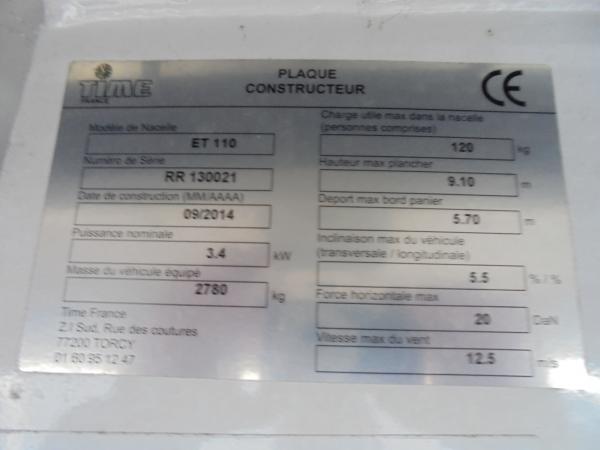 TIME
FRANCE
PLAQUE
CONSTRUCTEUR
CE
Modèle de Nacelle
ET 110
Numéro de Série
RR 130021
Date de construction (MM/AAAA)
09/2014
Puissance nominale
3.4 kW
Masse du véhicule équipé
2780 kg
Time France
Z.I Sud, Rue des coutures
77200 TORCY
01 60 95 12 47
Charge utile max dans la nacelle
(personnes comprises)
120 kg
Hauteur max plancher
9.10 m
Deport max bord panier
5.70 m
Inclinaison max du véhicule
(transversale / longitudinale)
5.5 % / %
Force horizontale max
20 DaN
Vitesse max du vent
12.5 m/s